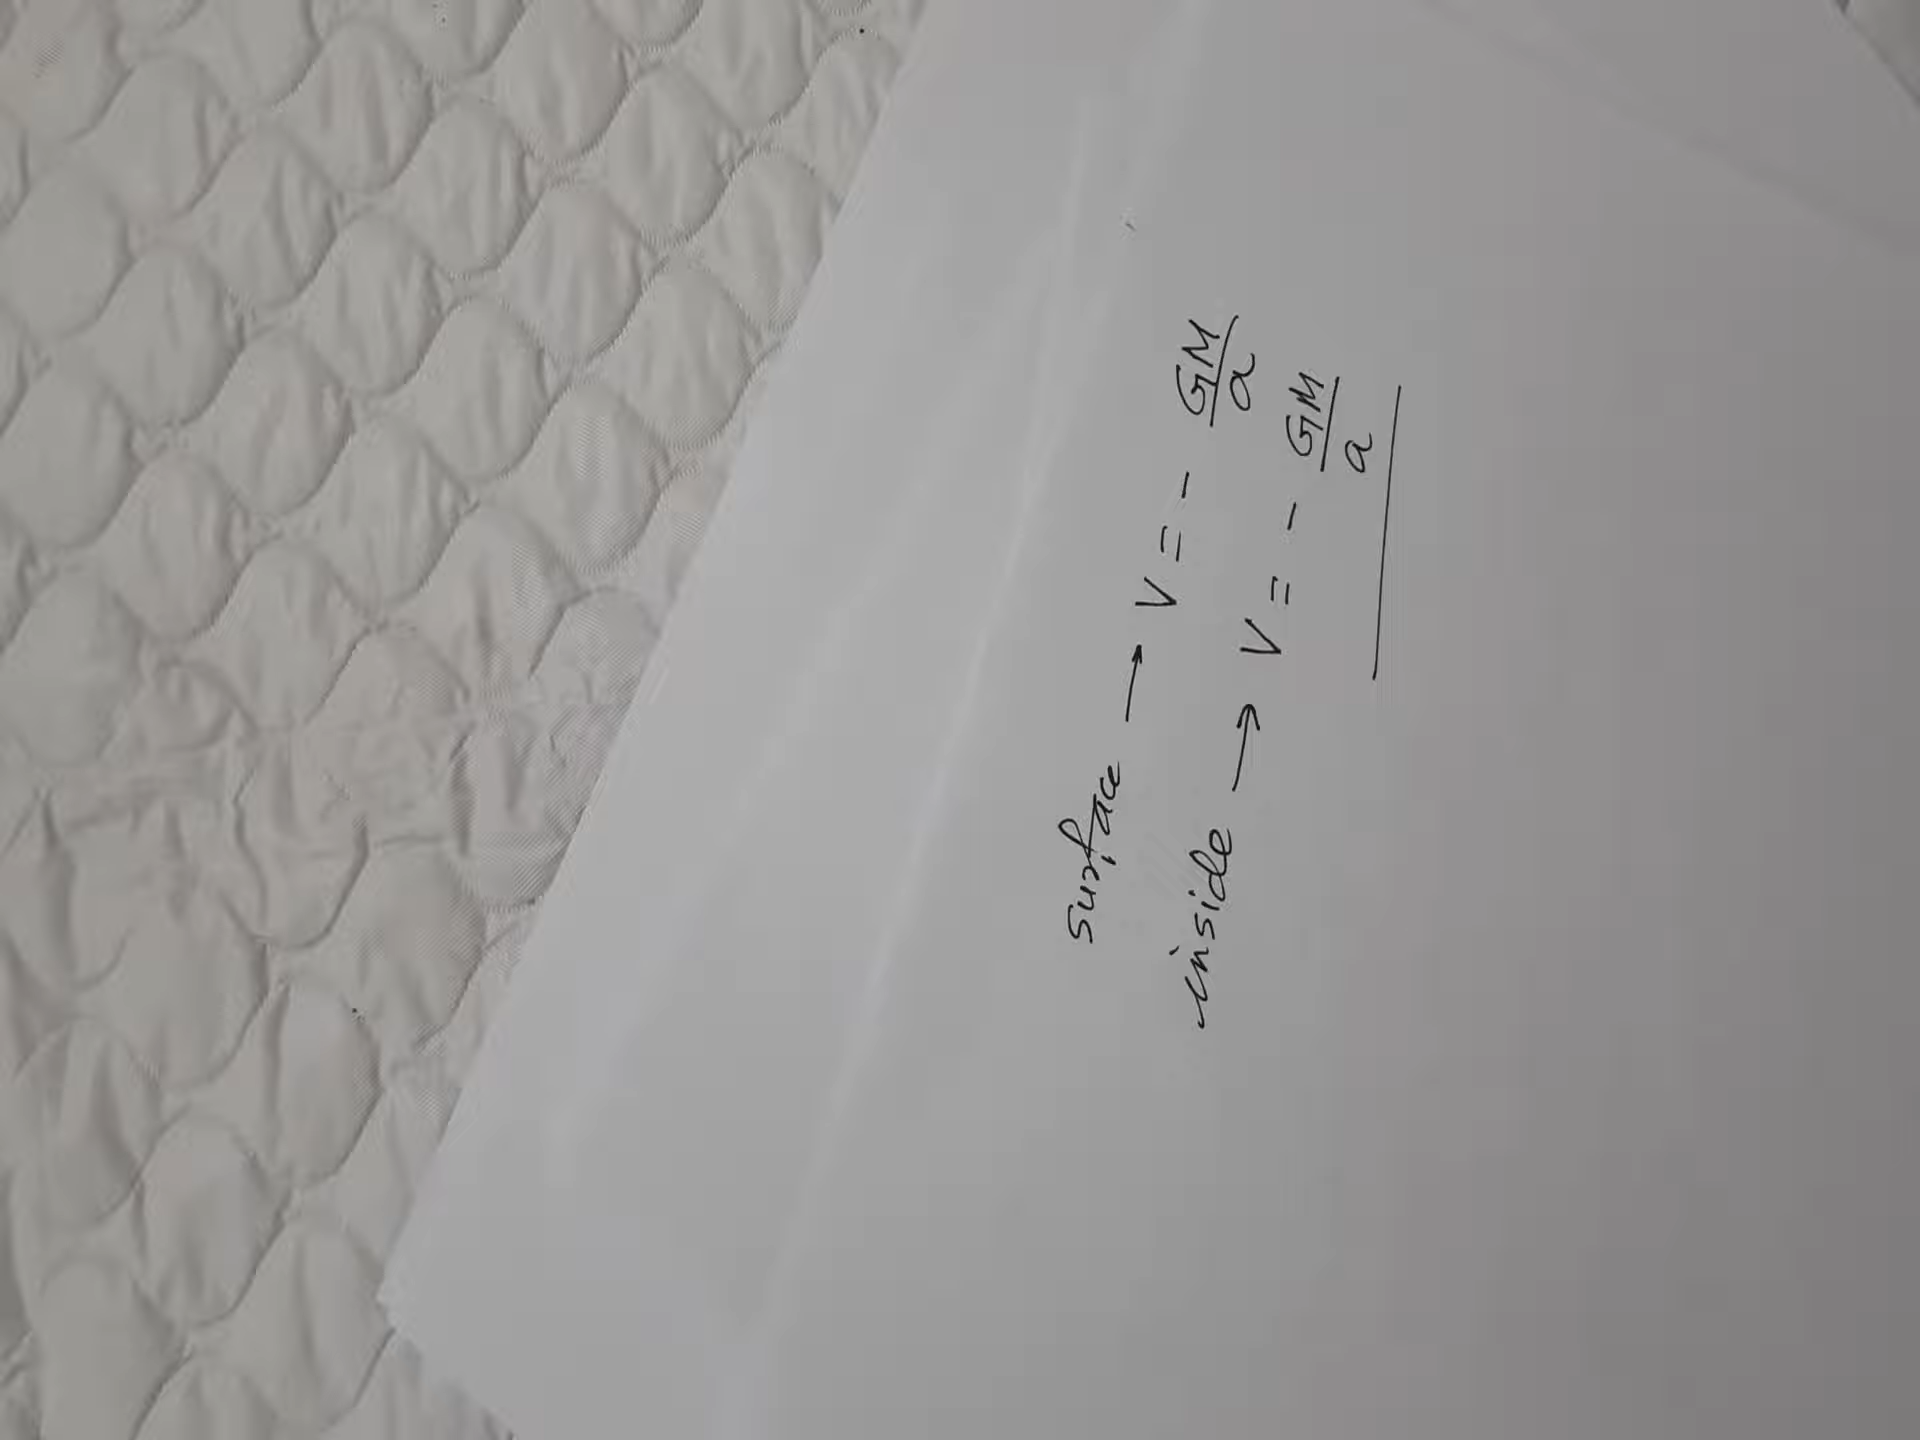 surface → V = - GM/a
inside → V = - GM/a